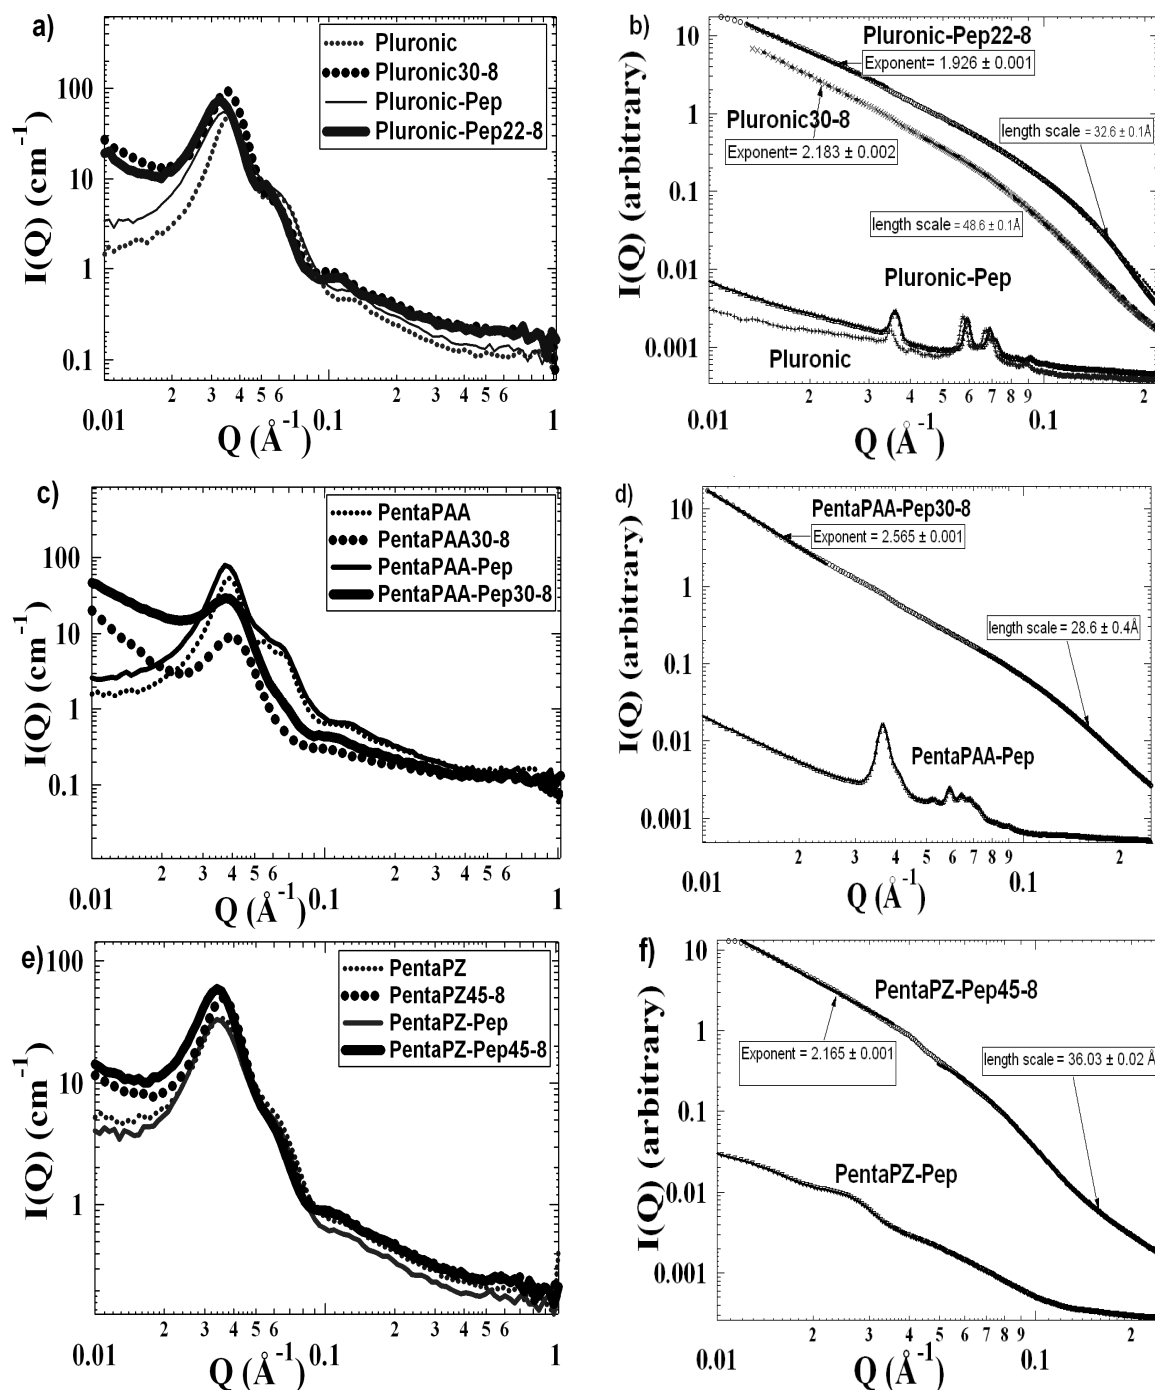 a)
Pluronic
Pluronic30-8
Pluronic-Pep
Pluronic-Pep22-8
I(Q) (cm-1)
100
10
1
0.1
2 3 4 5 6 2 3 4 5 6
0.01 0.1 1
Q (Å-1)
b)
Pluronic-Pep22-8
Exponent= 1.926 ± 0.001
Pluronic30-8
Exponent= 2.183 ± 0.002
length scale = 32.6 ± 0.1Å
length scale = 48.6 ± 0.1Å
Pluronic-Pep
Pluronic
I(Q) (arbitrary)
10
1
0.1
0.01
0.001
2 3 4 5 6 7 8 9 2
0.01 0.1
Q (Å-1)
c)
PentaPAA
PentaPAA30-8
PentaPAA-Pep
PentaPAA-Pep30-8
I(Q) (cm-1)
100
10
1
0.1
2 3 4 5 6 2 3 4 5 6
0.01 0.1 1
Q (Å-1)
d)
PentaPAA-Pep30-8
Exponent = 2.565 ± 0.001
length scale = 28.6 ± 0.4Å
PentaPAA-Pep
I(Q) (arbitrary)
10
1
0.1
0.01
0.001
2 3 4 5 6 7 8 9 2
0.01 0.1
Q (Å-1)
e)
PentaPZ
PentaPZ45-8
PentaPZ-Pep
PentaPZ-Pep45-8
I(Q) (cm-1)
100
10
1
2 3 4 5 6 2 3 4 5 6
0.01 0.1 1
Q (Å-1)
f)
PentaPZ-Pep45-8
Exponent = 2.165 ± 0.001
length scale = 36.03 ± 0.02 Å
PentaPZ-Pep
I(Q) (arbitrary)
10
1
0.1
0.01
0.001
2 3 4 5 6 7 8 9 2
0.01 0.1
Q (Å-1)